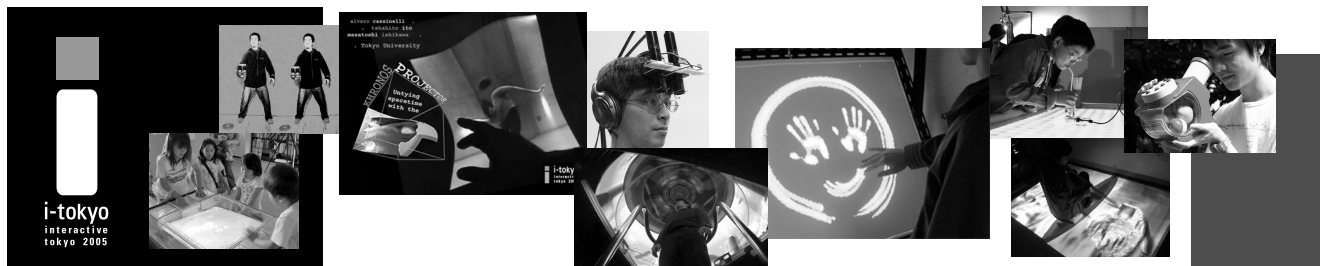 i-tokyo
interactive
tokyo 2005
alvaro cassinelli .
. takahito ito
masatoshi ishikawa .
. Tokyo University
KHRONOS
PROJECTOR
Untying
spacetime
with the
i-tokyo